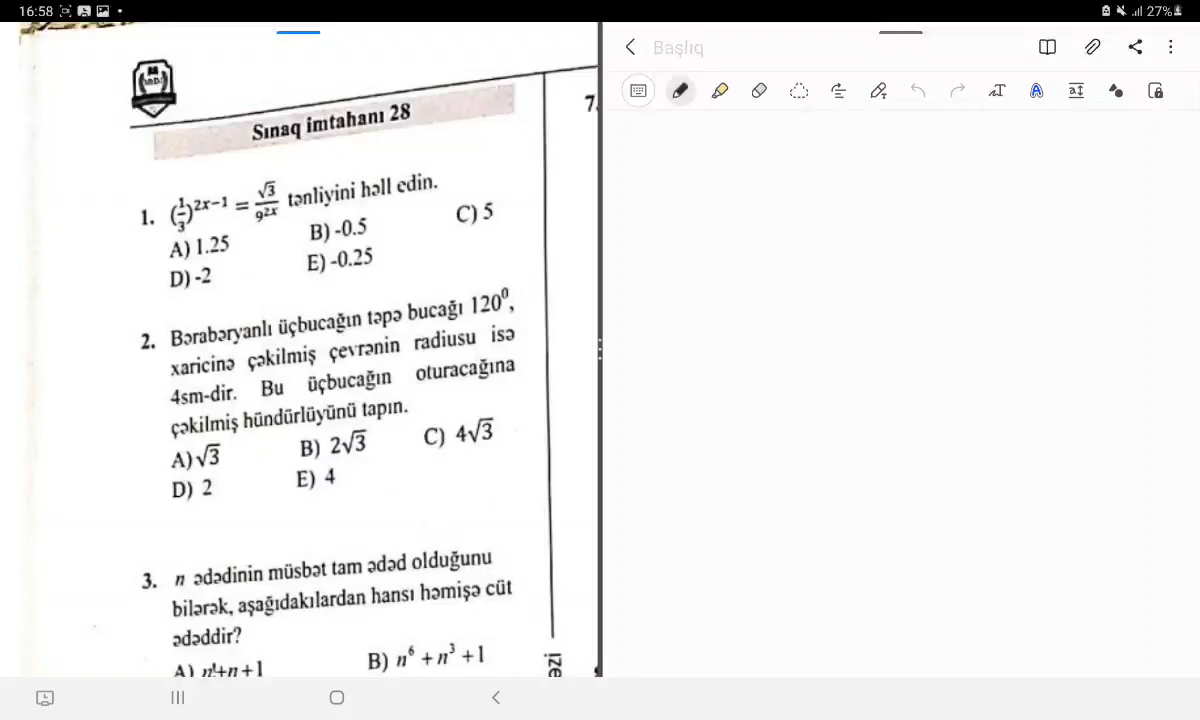 16:58
27%
Sınaq imtahanı 28
1. (1/3)^(2x−1) = √3/9^(2x) tənliyini həll edin.
A) 1.25 B) -0.5 C) 5
D) -2 E) -0.25
2. Bərabəryanlı üçbucağın təpə bucağı 120⁰,
xaricinə çəkilmiş çevrənin radiusu isə
4sm-dir. Bu üçbucağın oturacağına
çəkilmiş hündürlüyünü tapın.
A) √3 B) 2√3 C) 4√3
D) 2 E) 4
3. n ədədinin müsbət tam ədəd olduğunu
bilərək, aşağıdakılardan hansı həmişə cüt
ədəddir?
B) n⁶ + n³ + 1
7.
Başlıq